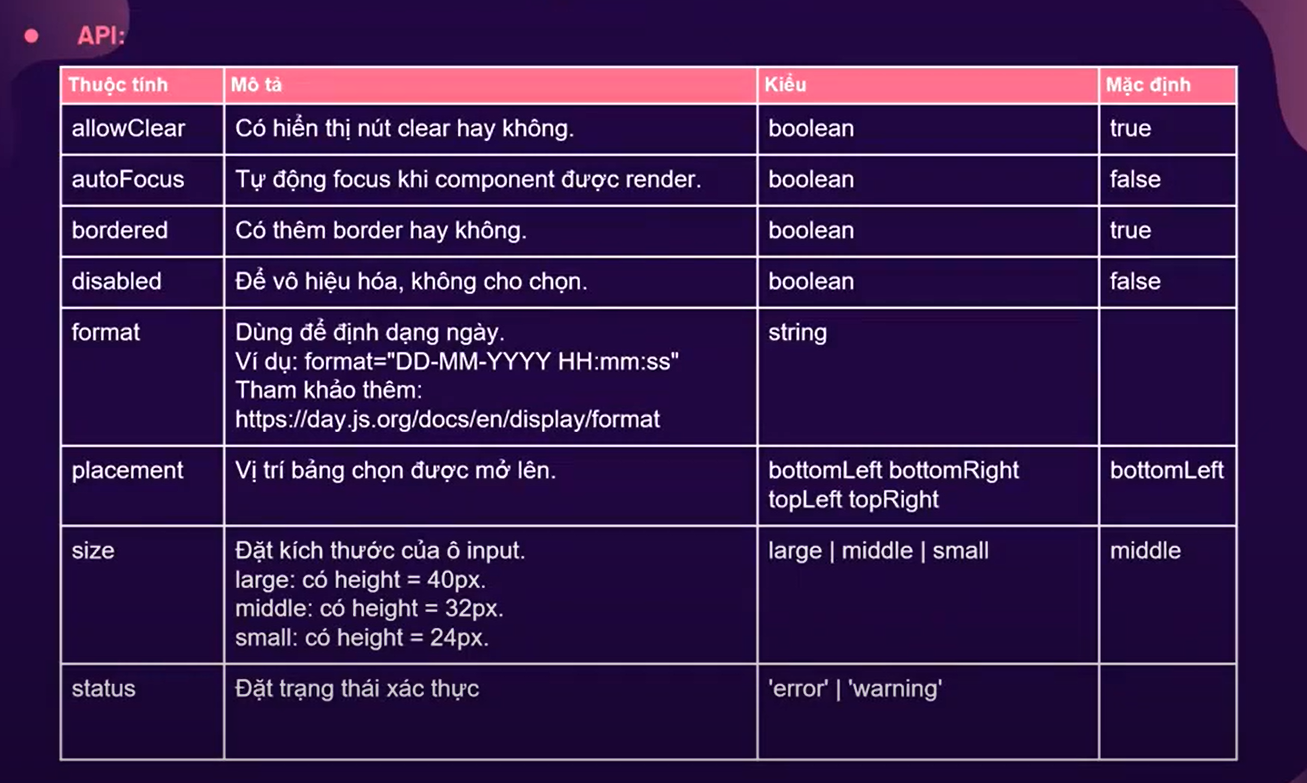 API:
Thuộc tính Mô tả Kiểu Mặc định
allowClear Có hiển thị nút clear hay không. boolean true
autoFocus Tự động focus khi component được render. boolean false
bordered Có thêm border hay không. boolean true
disabled Để vô hiệu hóa, không cho chọn. boolean false
format Dùng để định dạng ngày. string
Ví dụ: format="DD-MM-YYYY HH:mm:ss"
Tham khảo thêm:
https://day.js.org/docs/en/display/format
placement Vị trí bảng chọn được mở lên. bottomLeft bottomRight bottomLeft
topLeft topRight
size Đặt kích thước của ô input. large | middle | small middle
large: có height = 40px.
middle: có height = 32px.
small: có height = 24px.
status Đặt trạng thái xác thực 'error' | 'warning'